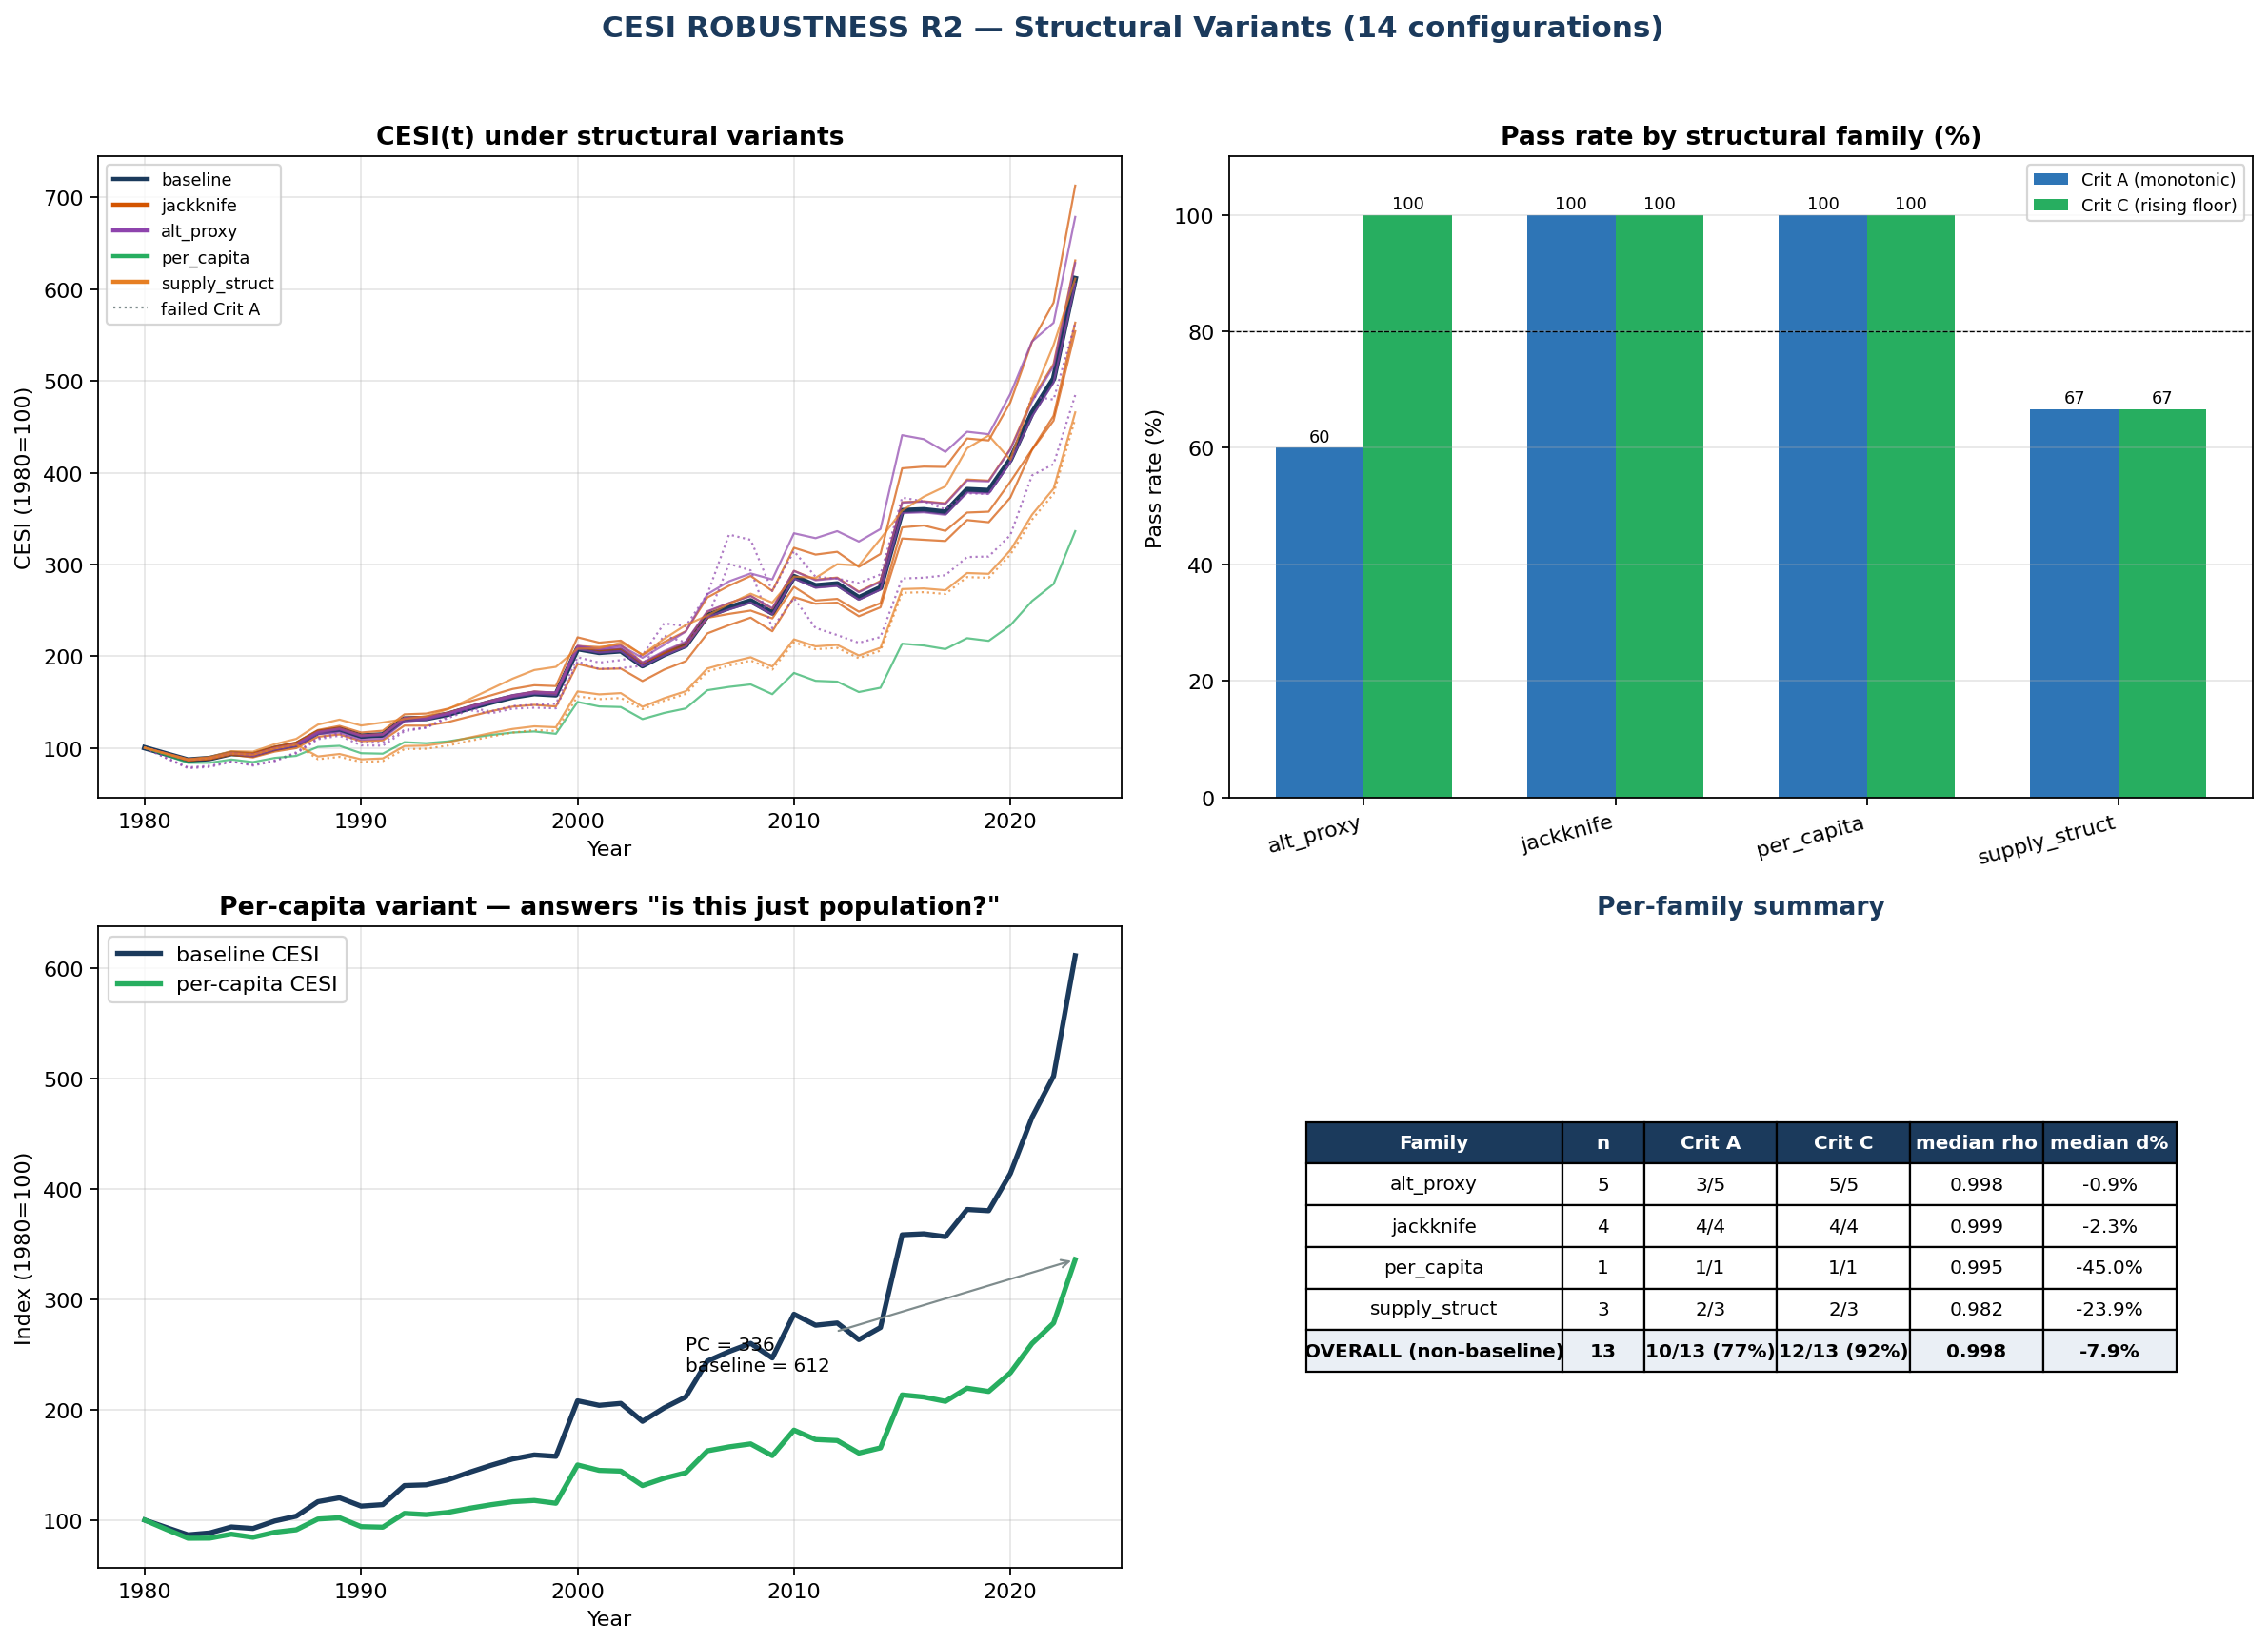 CESI ROBUSTNESS R2 — Structural Variants (14 configurations)
CESI(t) under structural variants
700
600
500
400
300
200
100
CESI (1980=100)
baseline
jackknife
alt_proxy
per_capita
supply_struct
failed Crit A
1980
1990
2000
2010
2020
Year
Pass rate by structural family (%)
100
80
60
40
20
0
Pass rate (%)
Crit A (monotonic)
Crit C (rising floor)
60
100
100
100
100
100
67
67
alt_proxy
jackknife
per_capita
supply_struct
Per-capita variant — answers "is this just population?"
600
500
400
300
200
100
Index (1980=100)
baseline CESI
per-capita CESI
PC = 336
baseline = 612
1980
1990
2000
2010
2020
Year
Per-family summary
Family n Crit A Crit C median rho median d%
alt_proxy 5 3/5 5/5 0.998 -0.9%
jackknife 4 4/4 4/4 0.999 -2.3%
per_capita 1 1/1 1/1 0.995 -45.0%
supply_struct 3 2/3 2/3 0.982 -23.9%
OVERALL (non-baseline) 13 10/13 (77%) 12/13 (92%) 0.998 -7.9%